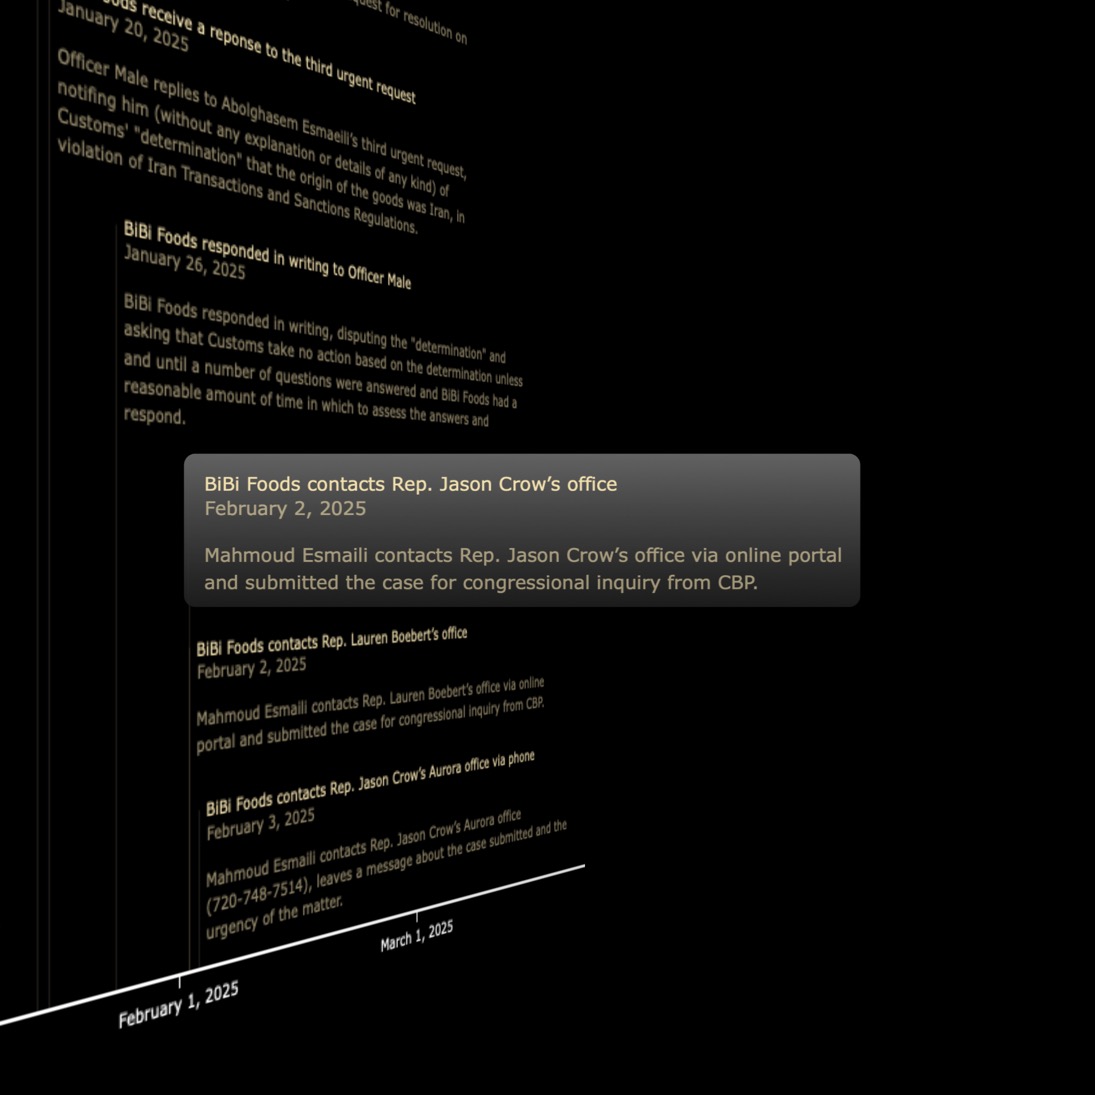 quest for resolution on
ods receive a reponse to the third urgent request
January 20, 2025
Officer Male replies to Abolghasem Esmaeili’s third urgent request,
notifing him (without any explanation or details of any kind) of
Customs' "determination" that the origin of the goods was Iran, in
violation of Iran Transactions and Sanctions Regulations.
BiBi Foods responded in writing to Officer Male
January 26, 2025
BiBi Foods responded in writing, disputing the "determination" and
asking that Customs take no action based on the determination unless
and until a number of questions were answered and BiBi Foods had a
reasonable amount of time in which to assess the answers and
respond.
BiBi Foods contacts Rep. Jason Crow’s office
February 2, 2025
Mahmoud Esmaili contacts Rep. Jason Crow’s office via online portal
and submitted the case for congressional inquiry from CBP.
BiBi Foods contacts Rep. Lauren Boebert’s office
February 2, 2025
Mahmoud Esmaili contacts Rep. Lauren Boebert’s office via online
portal and submitted the case for congressional inquiry from CBP.
BiBi Foods contacts Rep. Jason Crow’s Aurora office via phone
February 3, 2025
Mahmoud Esmaili contacts Rep. Jason Crow’s Aurora office
(720-748-7514), leaves a message about the case submitted and the
urgency of the matter.
March 1, 2025
February 1, 2025